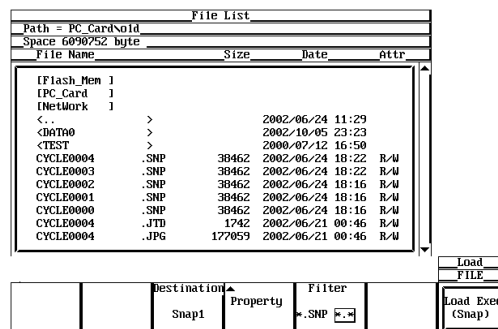 File List
Path = PC_Card\old
Space 6090752 byte
File Name Size Date Attr
[Flash_Mem ]
[PC_Card ]
[NetWork ]
<.. > 2002/06/24 11:29
<DATA0 > 2002/10/05 23:23
<TEST > 2000/07/12 16:50
CYCLE0004 .SNP 38462 2002/06/24 18:22 R/W
CYCLE0003 .SNP 38462 2002/06/24 18:22 R/W
CYCLE0002 .SNP 38462 2002/06/24 18:16 R/W
CYCLE0001 .SNP 38462 2002/06/24 18:16 R/W
CYCLE0000 .SNP 38462 2002/06/24 18:16 R/W
CYCLE0004 .JTD 1742 2002/06/21 00:46 R/W
CYCLE0004 .JPG 177059 2002/06/21 00:46 R/W
Load
FILE
Destination Filter
Property Load Exec
Snap1 *.SNP *.* (Snap)